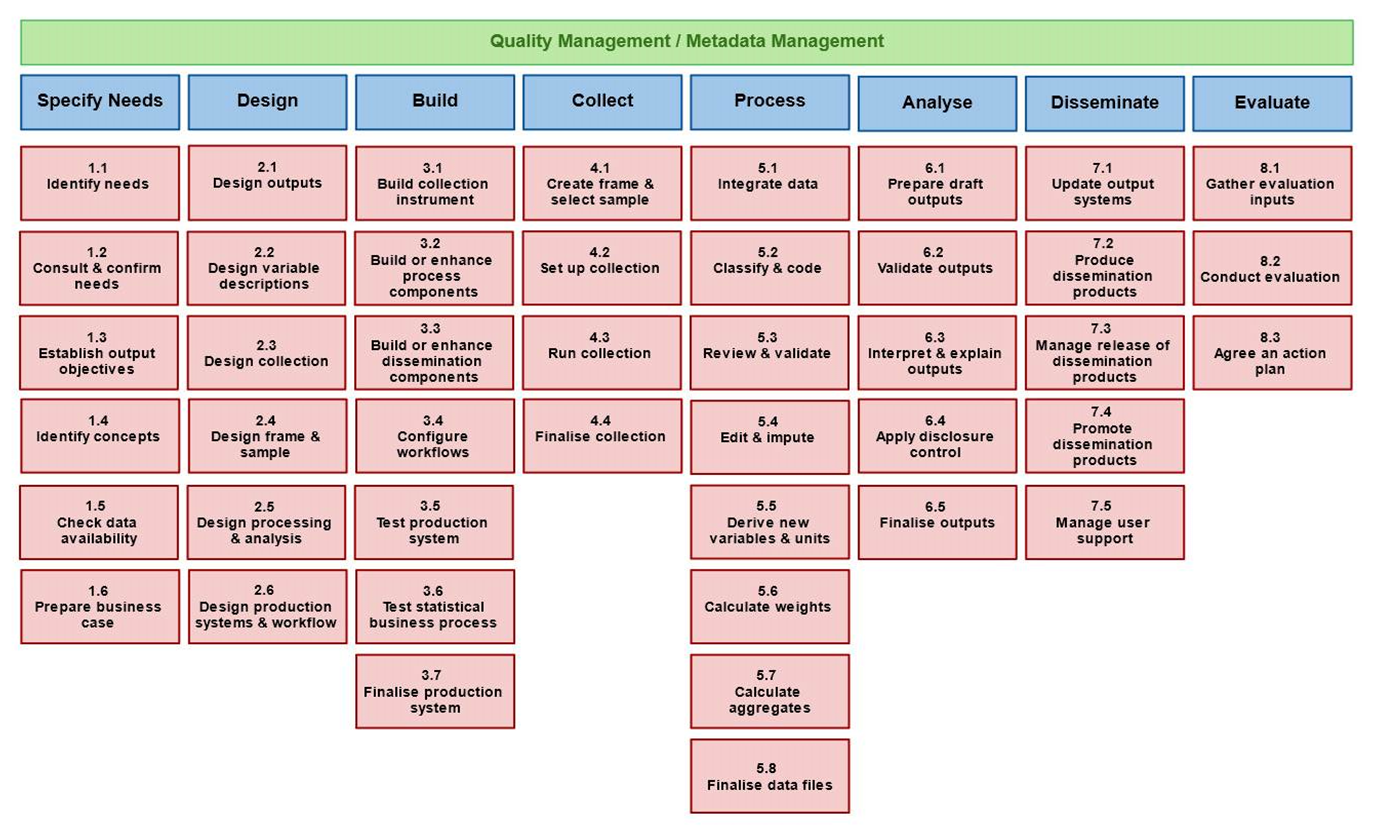 Quality Management / Metadata Management
Specify Needs
Design
Build
Collect
Process
Analyse
Disseminate
Evaluate
1.1
Identify needs
1.2
Consult & confirm
needs
1.3
Establish output
objectives
1.4
Identify concepts
1.5
Check data
availability
1.6
Prepare business
case
2.1
Design outputs
2.2
Design variable
descriptions
2.3
Design collection
2.4
Design frame &
sample
2.5
Design processing
& analysis
2.6
Design production
systems & workflow
3.1
Build collection
instrument
3.2
Build or enhance
process
components
3.3
Build or enhance
dissemination
components
3.4
Configure
workflows
3.5
Test production
system
3.6
Test statistical
business process
3.7
Finalise production
system
4.1
Create frame &
select sample
4.2
Set up collection
4.3
Run collection
4.4
Finalise collection
5.1
Integrate data
5.2
Classify & code
5.3
Review & validate
5.4
Edit & impute
5.5
Derive new
variables & units
5.6
Calculate weights
5.7
Calculate
aggregates
5.8
Finalise data files
6.1
Prepare draft
outputs
6.2
Validate outputs
6.3
Interpret & explain
outputs
6.4
Apply disclosure
control
6.5
Finalise outputs
7.1
Update output
systems
7.2
Produce
dissemination
products
7.3
Manage release of
dissemination
products
7.4
Promote
dissemination
products
7.5
Manage user
support
8.1
Gather evaluation
inputs
8.2
Conduct evaluation
8.3
Agree an action
plan